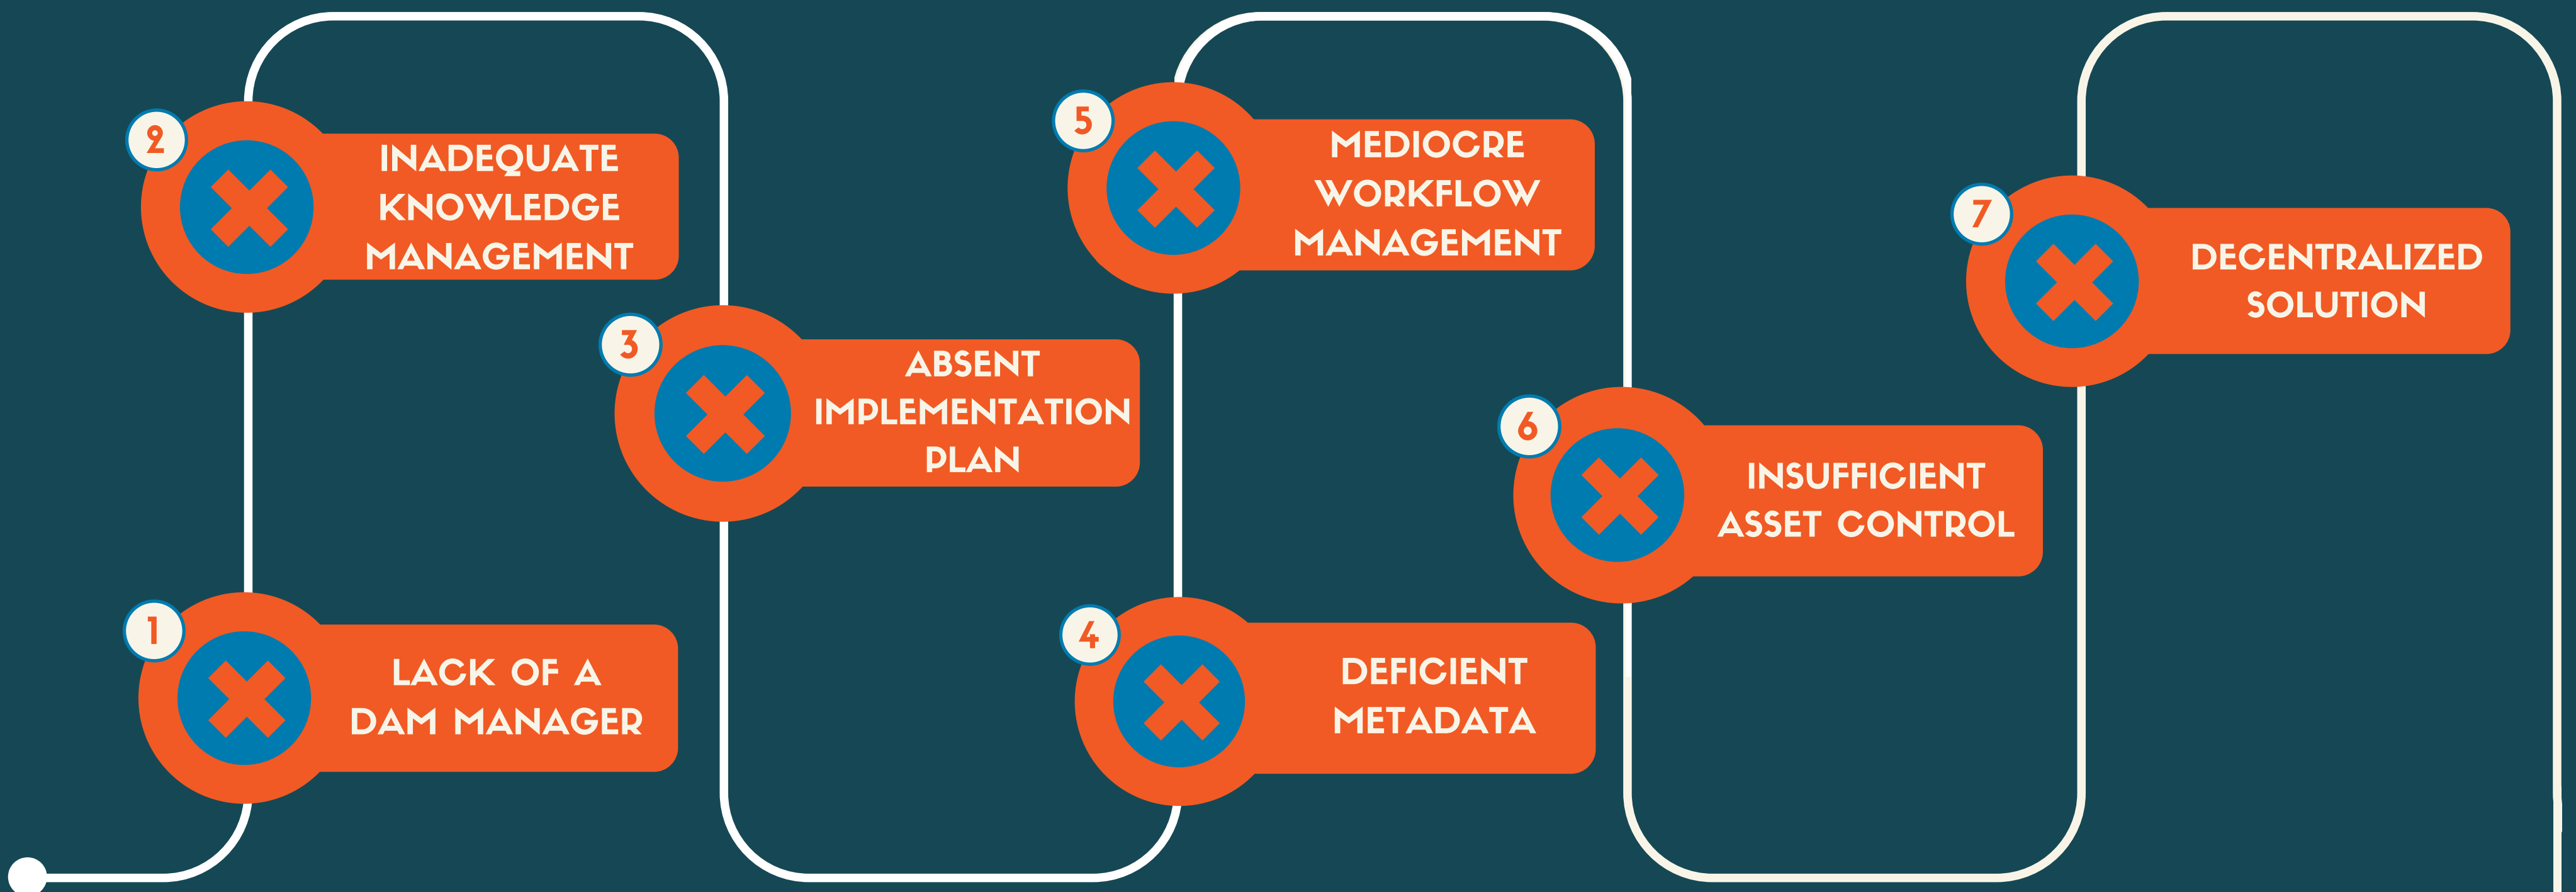 1
LACK OF A
DAM MANAGER
2
INADEQUATE
KNOWLEDGE
MANAGEMENT
3
ABSENT
IMPLEMENTATION
PLAN
4
DEFICIENT
METADATA
5
MEDIOCRE
WORKFLOW
MANAGEMENT
6
INSUFFICIENT
ASSET CONTROL
7
DECENTRALIZED
SOLUTION